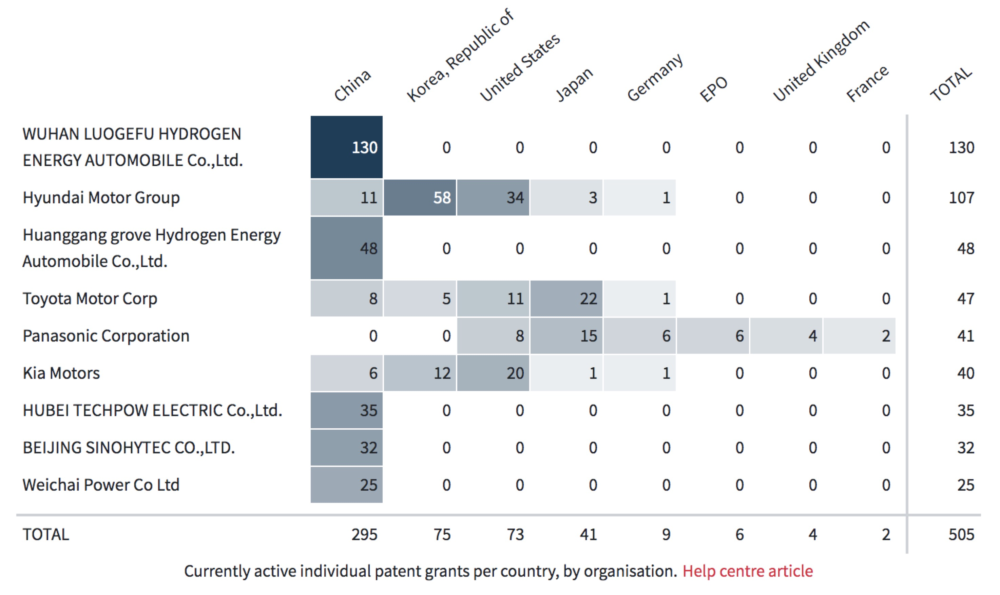 China Korea, Republic of United States Japan Germany EPO United Kingdom France TOTAL
WUHAN LUOGEFU HYDROGEN
ENERGY AUTOMOBILE Co.,Ltd. 130 0 0 0 0 0 0 0 130
Hyundai Motor Group 11 58 34 3 1 0 0 0 107
Huanggang grove Hydrogen Energy
Automobile Co.,Ltd. 48 0 0 0 0 0 0 0 48
Toyota Motor Corp 8 5 11 22 1 0 0 0 47
Panasonic Corporation 0 0 8 15 6 6 4 2 41
Kia Motors 6 12 20 1 1 0 0 0 40
HUBEI TECHPOW ELECTRIC Co.,Ltd. 35 0 0 0 0 0 0 0 35
BEIJING SINOHYTEC CO.,LTD. 32 0 0 0 0 0 0 0 32
Weichai Power Co Ltd 25 0 0 0 0 0 0 0 25
TOTAL 295 75 73 41 9 6 4 2 505
Currently active individual patent grants per country, by organisation. Help centre article